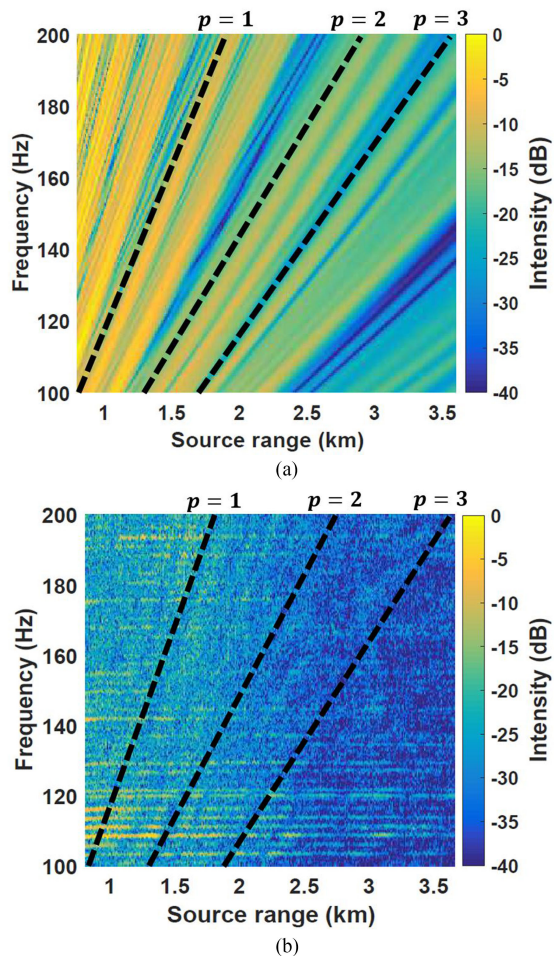 p = 1 p = 2 p = 3
200
180
160
140
120
100
Frequency (Hz)
1 1.5 2 2.5 3 3.5
Source range (km)
0
-5
-10
-15
-20
-25
-30
-35
-40
Intensity (dB)
(a)
p = 1 p = 2 p = 3
200
180
160
140
120
100
Frequency (Hz)
1 1.5 2 2.5 3 3.5
Source range (km)
0
-5
-10
-15
-20
-25
-30
-35
-40
Intensity (dB)
(b)